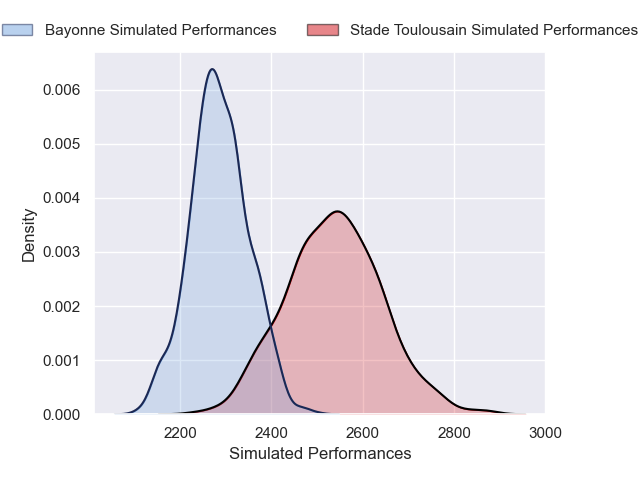 Bayonne Simulated Performances Stade Toulousain Simulated Performances
0.006
0.005
0.004
0.003
0.002
0.001
0.000
Density
2200 2400 2600 2800 3000
Simulated Performances